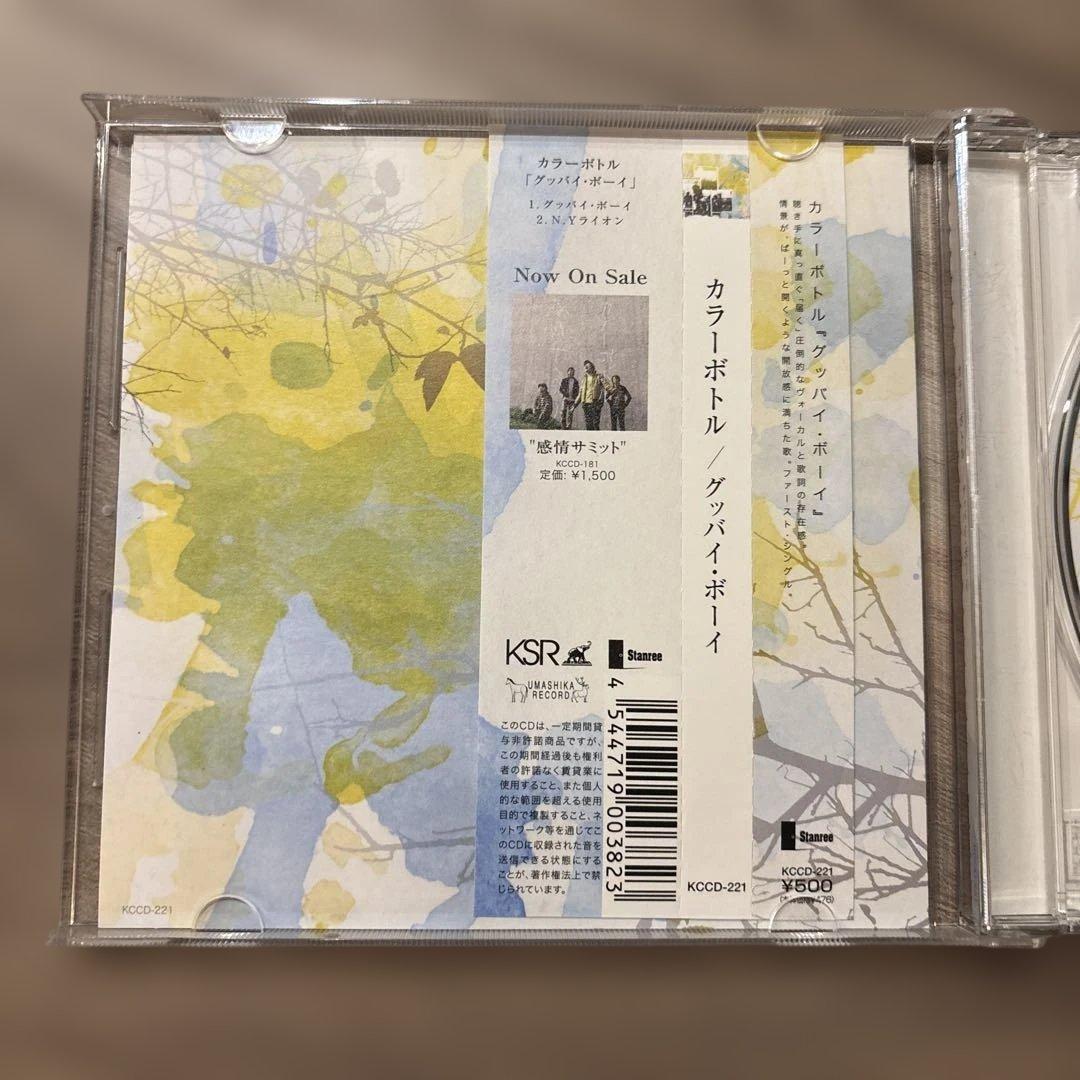 カラーボトル
「グッバイ・ボーイ」
1. グッバイ・ボーイ
2. N.Yライオン
Now On Sale
"感情サミット"
KCCD-181
定価: ¥1,500
KSR
Stanree
UMASHIKA
RECORD
このCDは、一定期間貸
与非許諾商品ですが、
この期間経過後も権利
者の許諾なく賃貸業に
使用すること、また個人
的な範囲を超える使用
目的で複製すること、ネ
ットワーク等を通じてこ
のCDに収録された音を
送信できる状態にする
ことが、著作権法上で禁
じられています。
4 544719 003823
カラーボトル / グッバイ・ボーイ
KCCD-221
カラーボトル『グッバイ・ボーイ』
聴き手に真っ直ぐ「届く」圧倒的なヴォーカルと歌詞の存在感。
情景が、ぱーっと開くような開放感に満ちた歌。ファースト・シングル。
Stanree
KCCD-221
¥500
KCCD-221